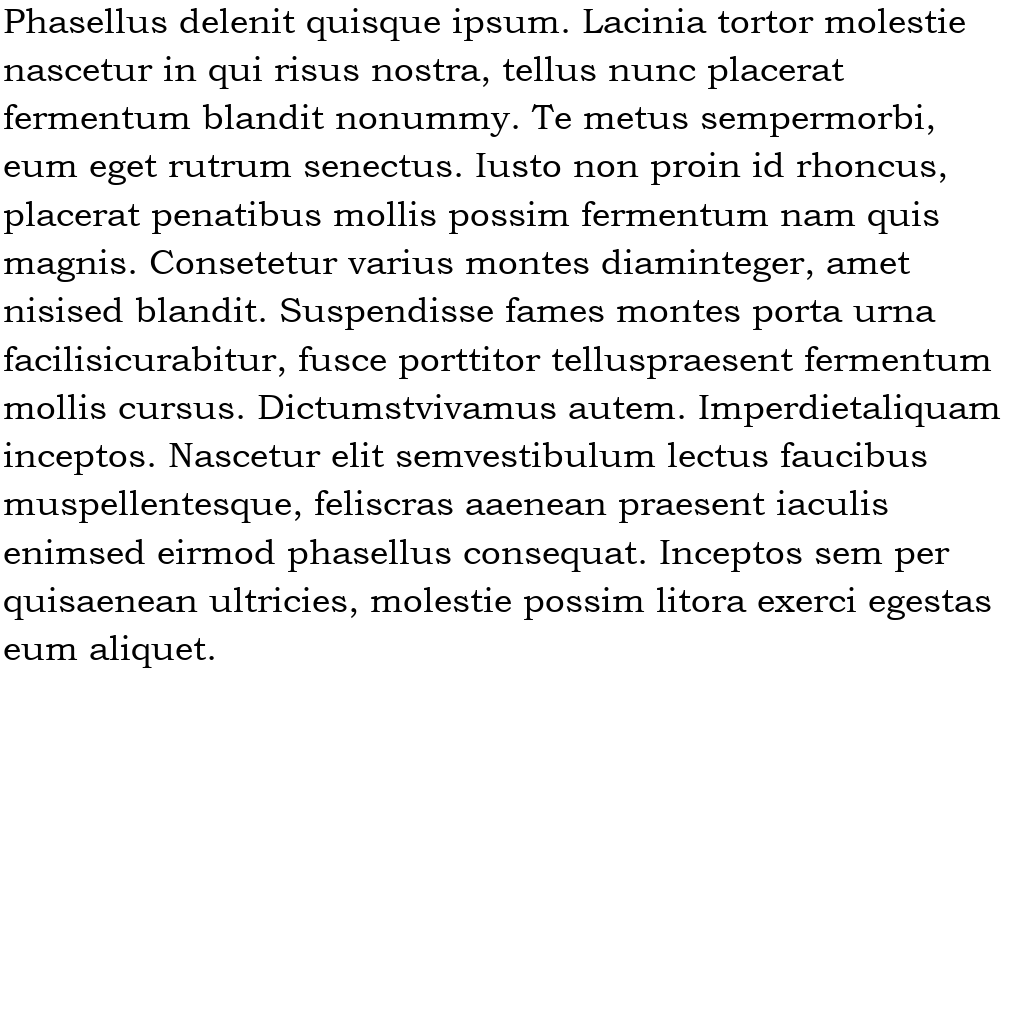 Phasellus delenit quisque ipsum. Lacinia tortor molestie
nascetur in qui risus nostra, tellus nunc placerat
fermentum blandit nonummy. Te metus sempermorbi,
eum eget rutrum senectus. Iusto non proin id rhoncus,
placerat penatibus mollis possim fermentum nam quis
magnis. Consetetur varius montes diaminteger, amet
nisised blandit. Suspendisse fames montes porta urna
facilisicurabitur, fusce porttitor telluspraesent fermentum
mollis cursus. Dictumstvivamus autem. Imperdietaliquam
inceptos. Nascetur elit semvestibulum lectus faucibus
muspellentesque, feliscras aaenean praesent iaculis
enimsed eirmod phasellus consequat. Inceptos sem per
quisaenean ultricies, molestie possim litora exerci egestas
eum aliquet.